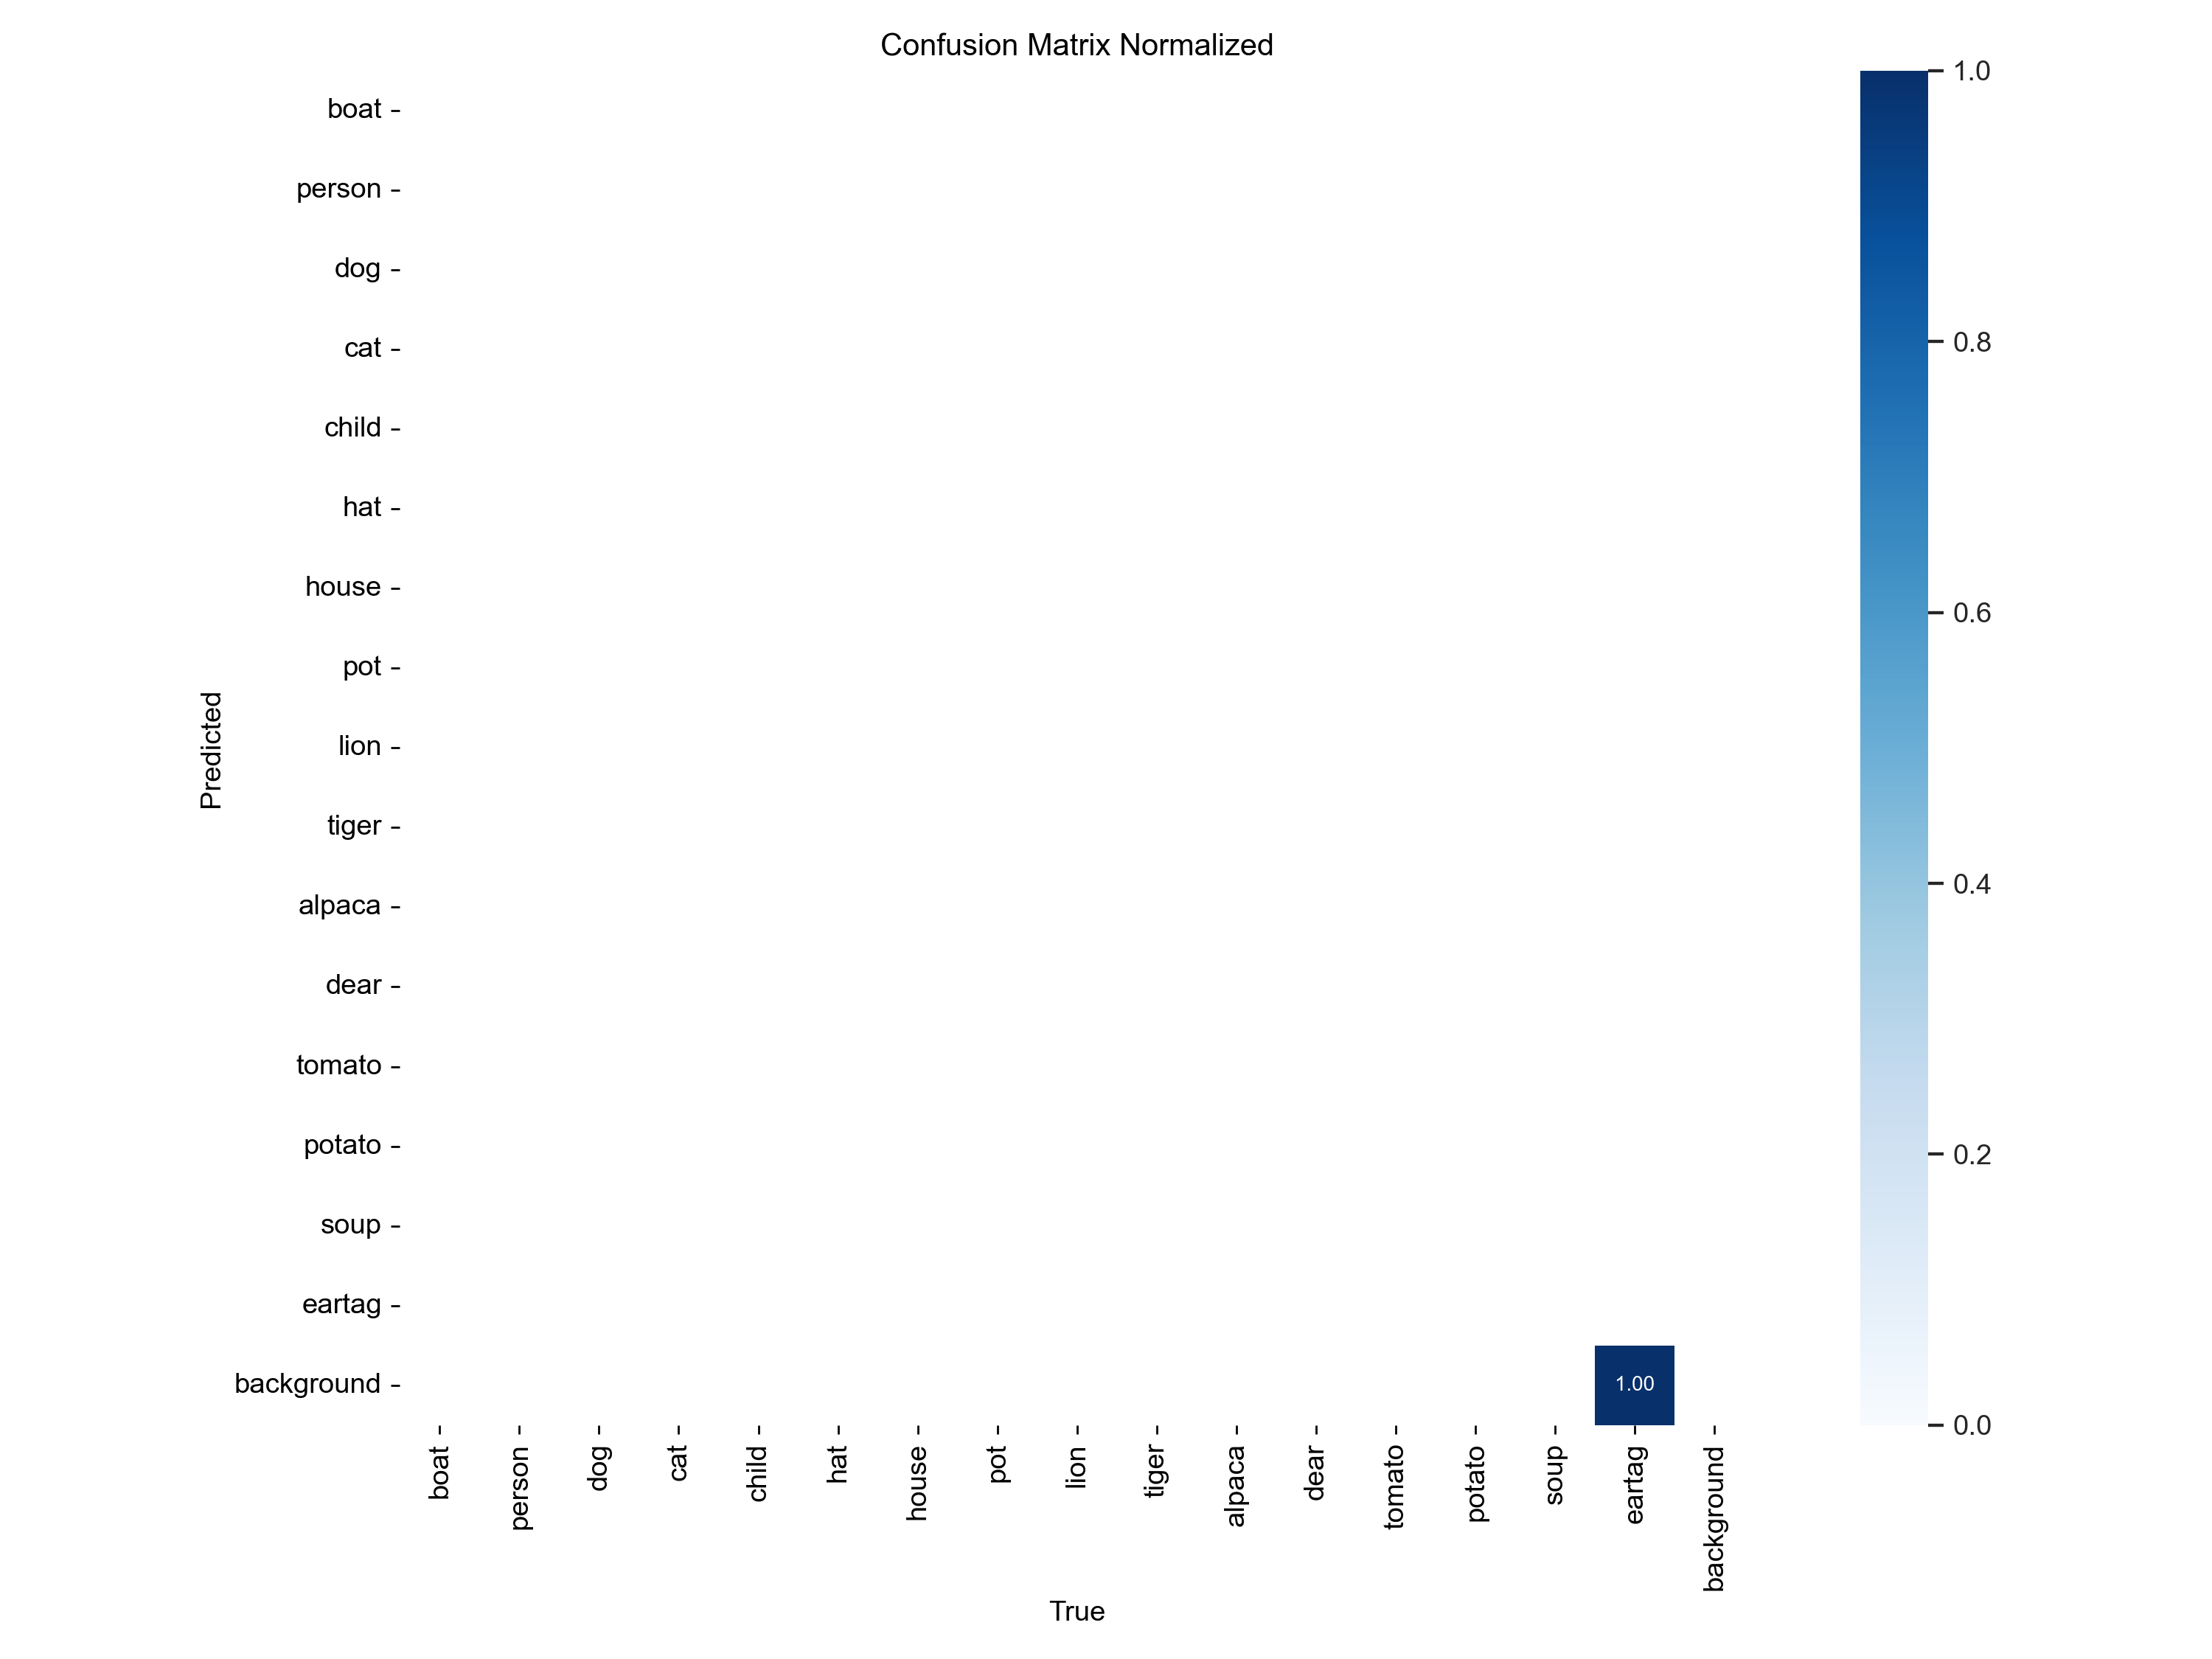 Confusion Matrix Normalized
boat
person
dog
cat
child
hat
house
pot
lion
tiger
alpaca
dear
tomato
potato
soup
eartag
background
Predicted
1.00
boat
person
dog
cat
child
hat
house
pot
lion
tiger
alpaca
dear
tomato
potato
soup
eartag
background
True
1.0
0.8
0.6
0.4
0.2
0.0